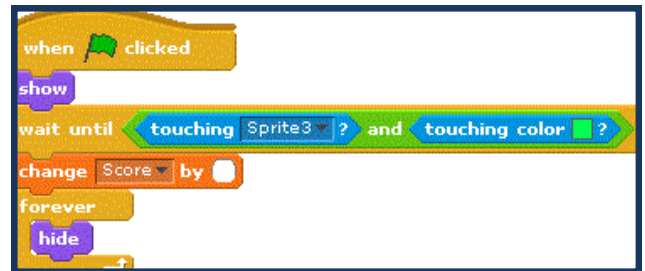 when clicked
show
wait until touching Sprite3 ? and touching color ?
change Score by
forever
hide